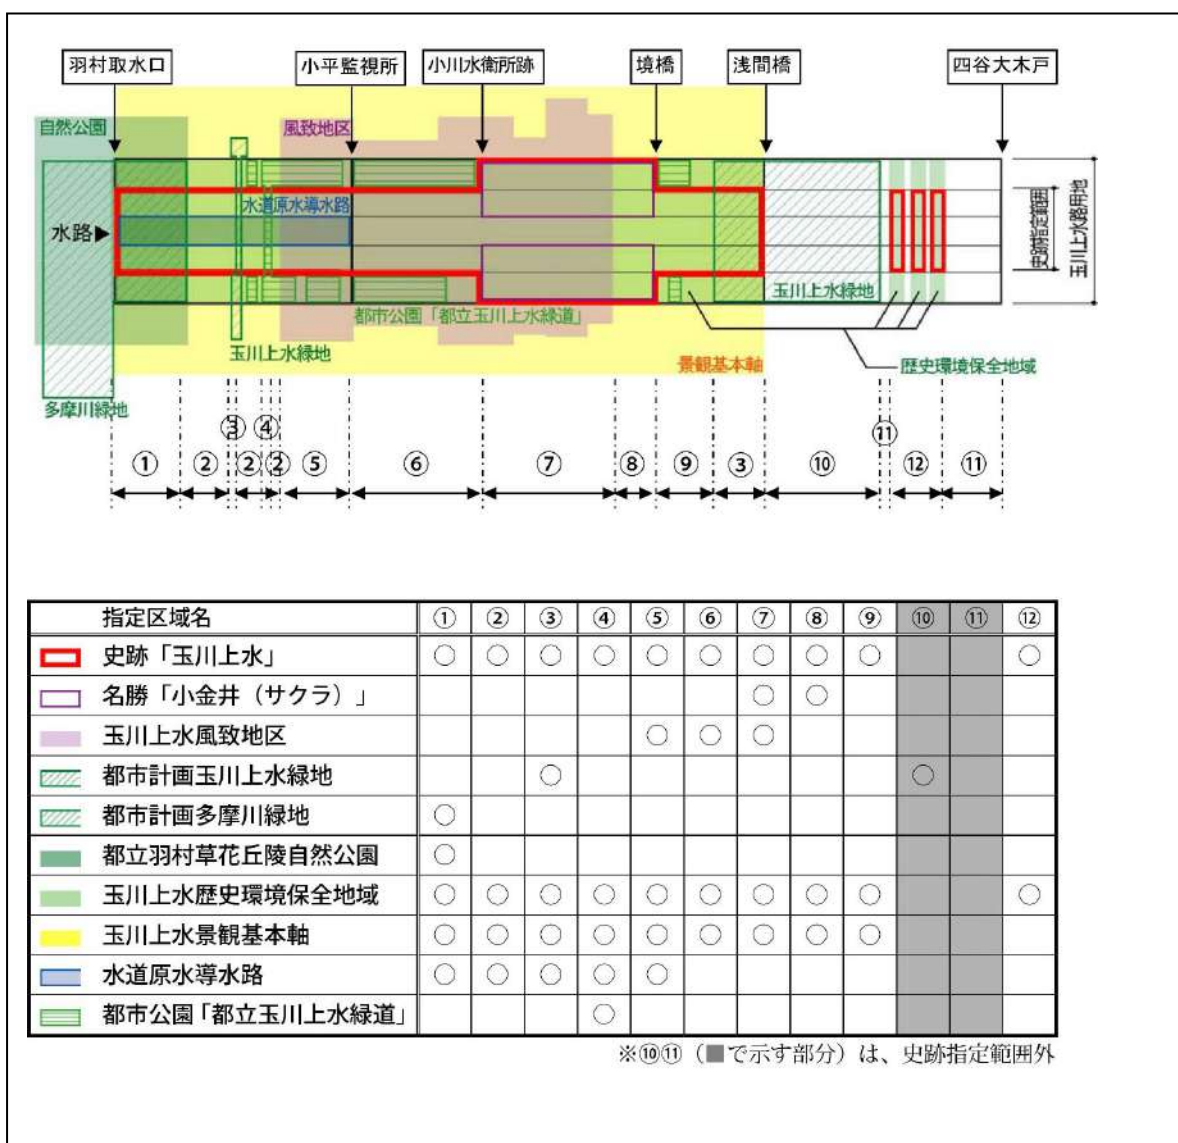 羽村取水口
小平監視所
小川水衛所跡
境橋
浅間橋
四谷大木戸
自然公園
風致地区
水道原水導水路
水路▶
史跡指定範囲
玉川上水路用地
玉川上水緑地
都市公園「都立玉川上水緑道」
玉川上水緑地
景観基本軸
歴史環境保全地域
多摩川緑地
③ ④ ⑪
① ② ② ② ⑤ ⑥ ⑦ ⑧ ⑨ ③ ⑩ ⑫ ⑪
指定区域名 ① ② ③ ④ ⑤ ⑥ ⑦ ⑧ ⑨ ⑩ ⑪ ⑫
史跡「玉川上水」 ○ ○ ○ ○ ○ ○ ○ ○ ○ ○
名勝「小金井（サクラ）」 ○ ○
玉川上水風致地区 ○ ○ ○
都市計画玉川上水緑地 ○ ○
都市計画多摩川緑地 ○
都立羽村草花丘陵自然公園 ○
玉川上水歴史環境保全地域 ○ ○ ○ ○ ○ ○ ○ ○ ○ ○
玉川上水景観基本軸 ○ ○ ○ ○ ○ ○ ○ ○ ○
水道原水導水路 ○ ○ ○ ○ ○
都市公園「都立玉川上水緑道」 ○
※⑩⑪（■で示す部分）は、史跡指定範囲外